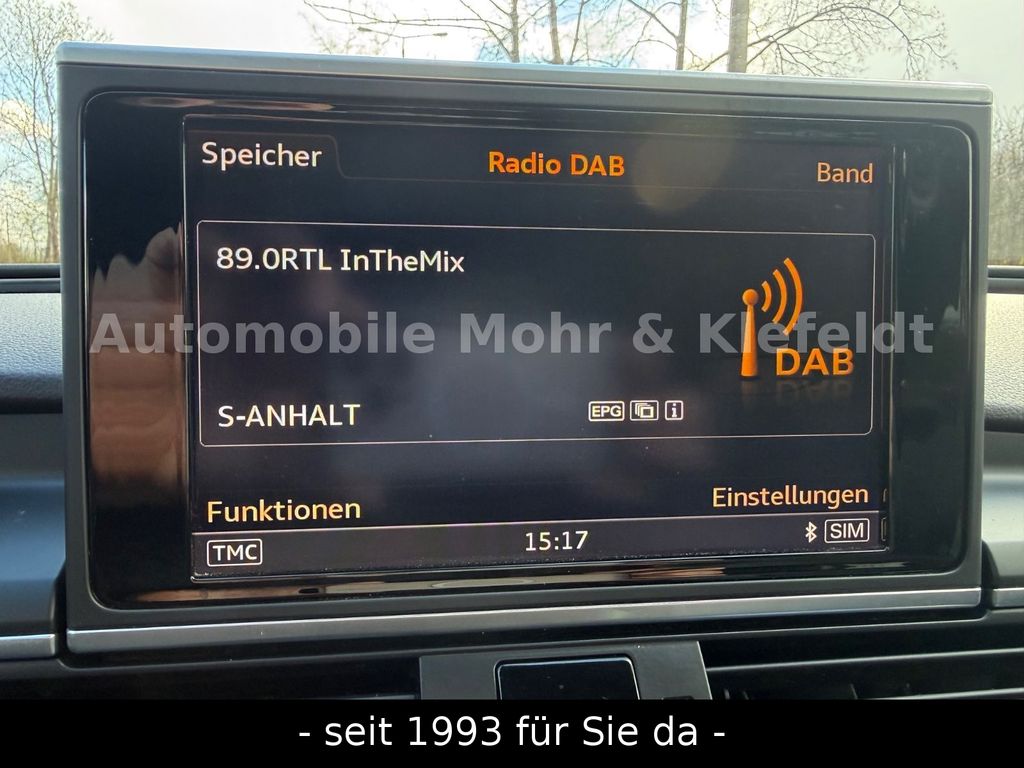 Speicher
Radio DAB
Band
89.0RTL InTheMix
Automobile Mohr & Klefeldt
DAB
S-ANHALT
EPG
i
Funktionen
Einstellungen
TMC
15:17
SIM
- seit 1993 für Sie da -